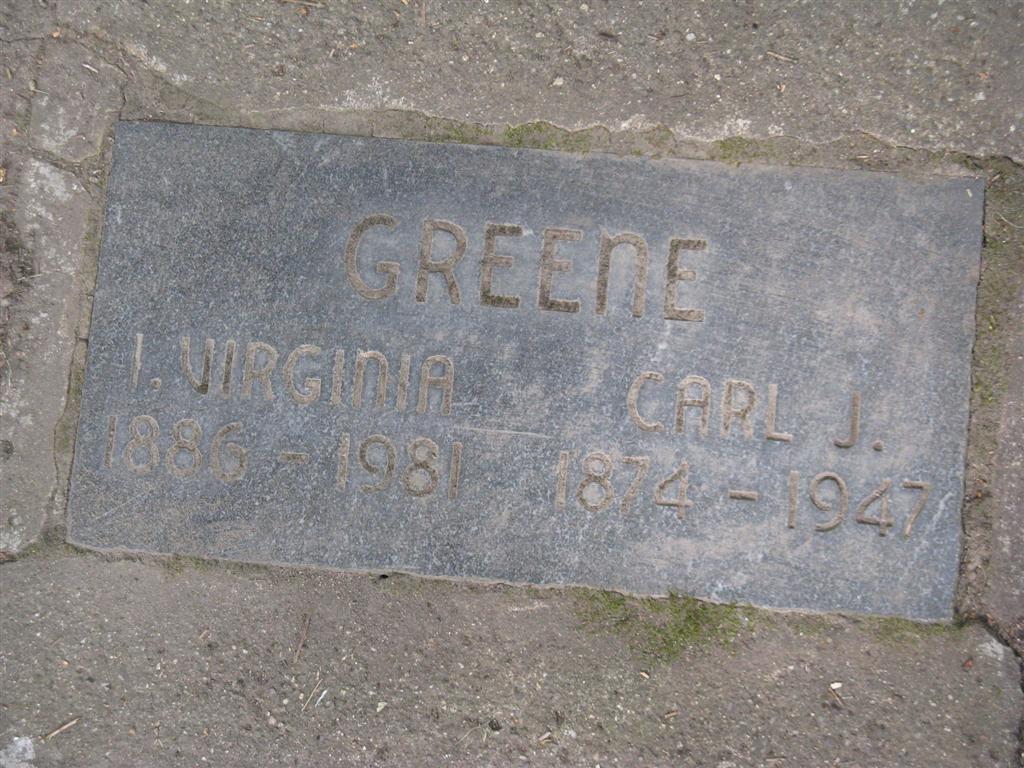 GREENE
I. VIRGINIA CARL J.
1886 - 1981 1874 - 1947